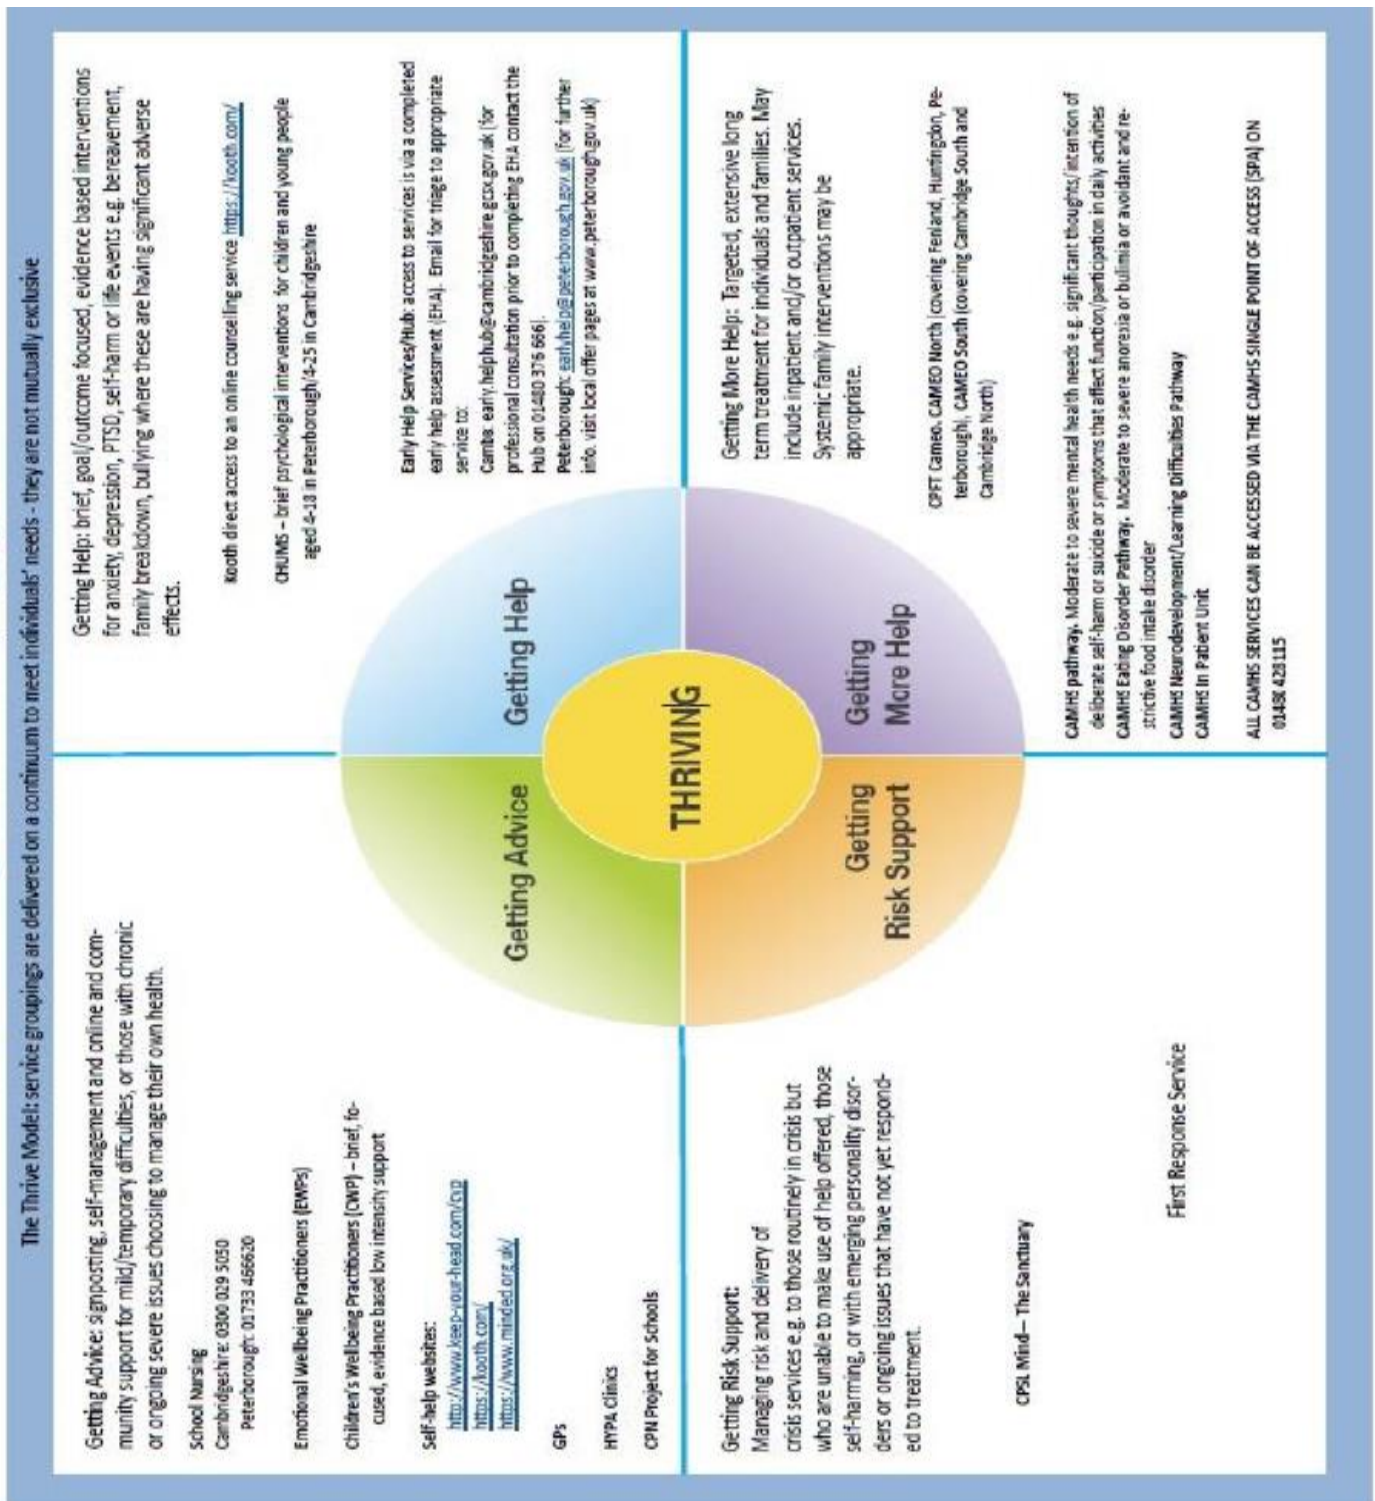 The Thrive Model: service groupings are delivered on a continuum to meet individuals' needs - they are not mutually exclusive
Getting Advice: signposting, self-management and online and com-
munity support for mild/temporary difficulties, or those with chronic
or ongoing severe issues choosing to manage their own health.
School Nursing
Cambridgeshire: 0300 029 5050
Peterborough: 01733 466620
Emotional Wellbeing Practitioners (EWPs)
Children's Wellbeing Practitioners (CWP) – brief, fo-
cused, evidence based low intensity support
Self-help websites:
http://www.keep-your-head.com/cyp
https://kooth.com/
https://www.minded.org.uk/
GPs
HYPA Clinics
CPN Project for Schools
Getting Help: brief, goal/outcome focused, evidence based interventions
for anxiety, depression, PTSD, self-harm or life events e.g. bereavement,
family breakdown, bullying where these are having significant adverse
effects.
Kooth direct access to an online counselling service https://kooth.com/
CHUMS – brief psychological interventions for children and young people
aged 4-18 in Peterborough/4-25 in Cambridgeshire
Early Help Services/Hub: access to services is via a completed
early help assessment (EHA). Email for triage to appropriate
service to:
Cambs: early.helphub@cambridgeshire.gcsx.gov.uk (for
professional consultation prior to completing EHA contact the
Hub on 01480 376 666).
Peterborough: earlyhelp@peterborough.gov.uk (for further
info. visit local offer pages at www.peterborough.gov.uk)
Getting Advice
Getting Help
THRIVING
Getting
Risk Support
Getting
More Help
Getting Risk Support:
Managing risk and delivery of
crisis services e.g. to those routinely in crisis but
who are unable to make use of help offered, those
self-harming, or with emerging personality disor-
ders or ongoing issues that have not yet respond-
ed to treatment.
CPSL Mind— The Sanctuary
First Response Service
Getting More Help: Targeted, extensive long
term treatment for individuals and families. May
include inpatient and/or outpatient services.
Systemic family interventions may be
appropriate.
CPFT Cameo. CAMEO North (covering Fenland, Huntingdon, Pe-
terborough), CAMEO South (covering Cambridge South and
Cambridge North)
CAMHS pathway. Moderate to severe mental health needs e.g. significant thoughts/intention of
deliberate self-harm or suicide or symptoms that affect function/participation in daily activities
CAMHS Eating Disorder Pathway. Moderate to severe anorexia or bulimia or avoidant and re-
strictive food intake disorder
CAMHS Neurodevelopment/Learning Difficulties Pathway
CAMHS In Patient Unit
ALL CAMHS SERVICES CAN BE ACCESSED VIA THE CAMHS SINGLE POINT OF ACCESS (SPA) ON
01480 428115